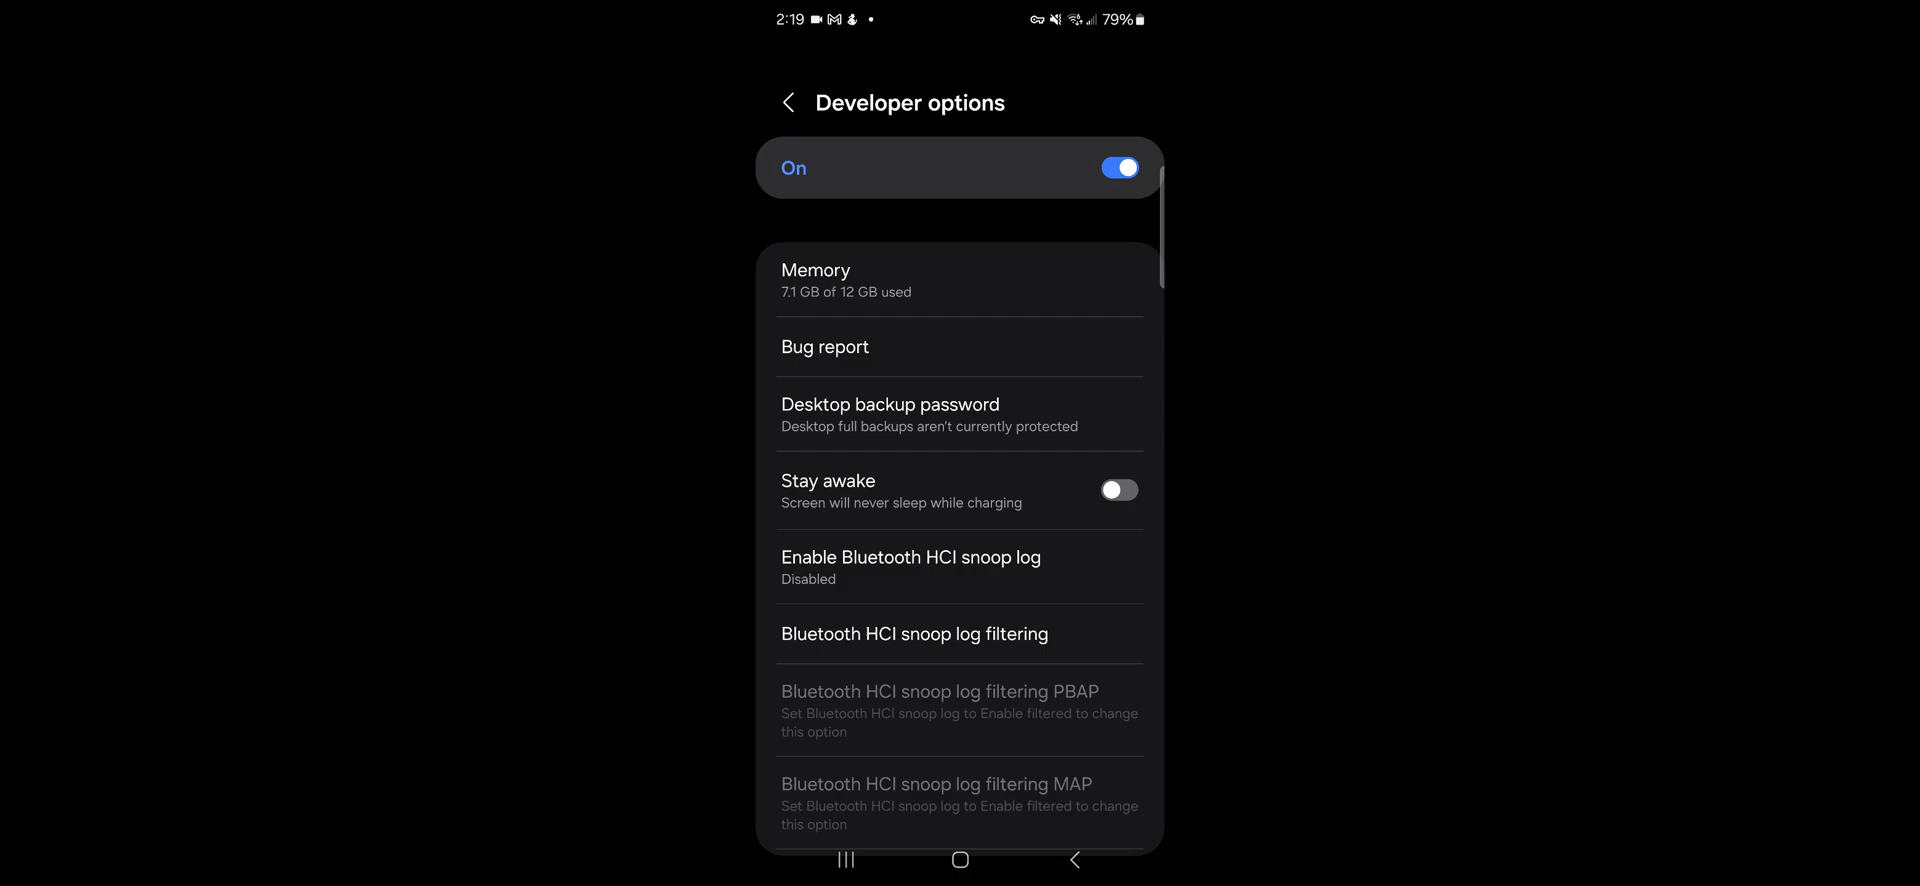 2:19 79%
Developer options
On
Memory
7.1 GB of 12 GB used
Bug report
Desktop backup password
Desktop full backups aren't currently protected
Stay awake
Screen will never sleep while charging
Enable Bluetooth HCI snoop log
Disabled
Bluetooth HCI snoop log filtering
Bluetooth HCI snoop log filtering PBAP
Set Bluetooth HCI snoop log to Enable filtered to change
this option
Bluetooth HCI snoop log filtering MAP
Set Bluetooth HCI snoop log to Enable filtered to change
this option